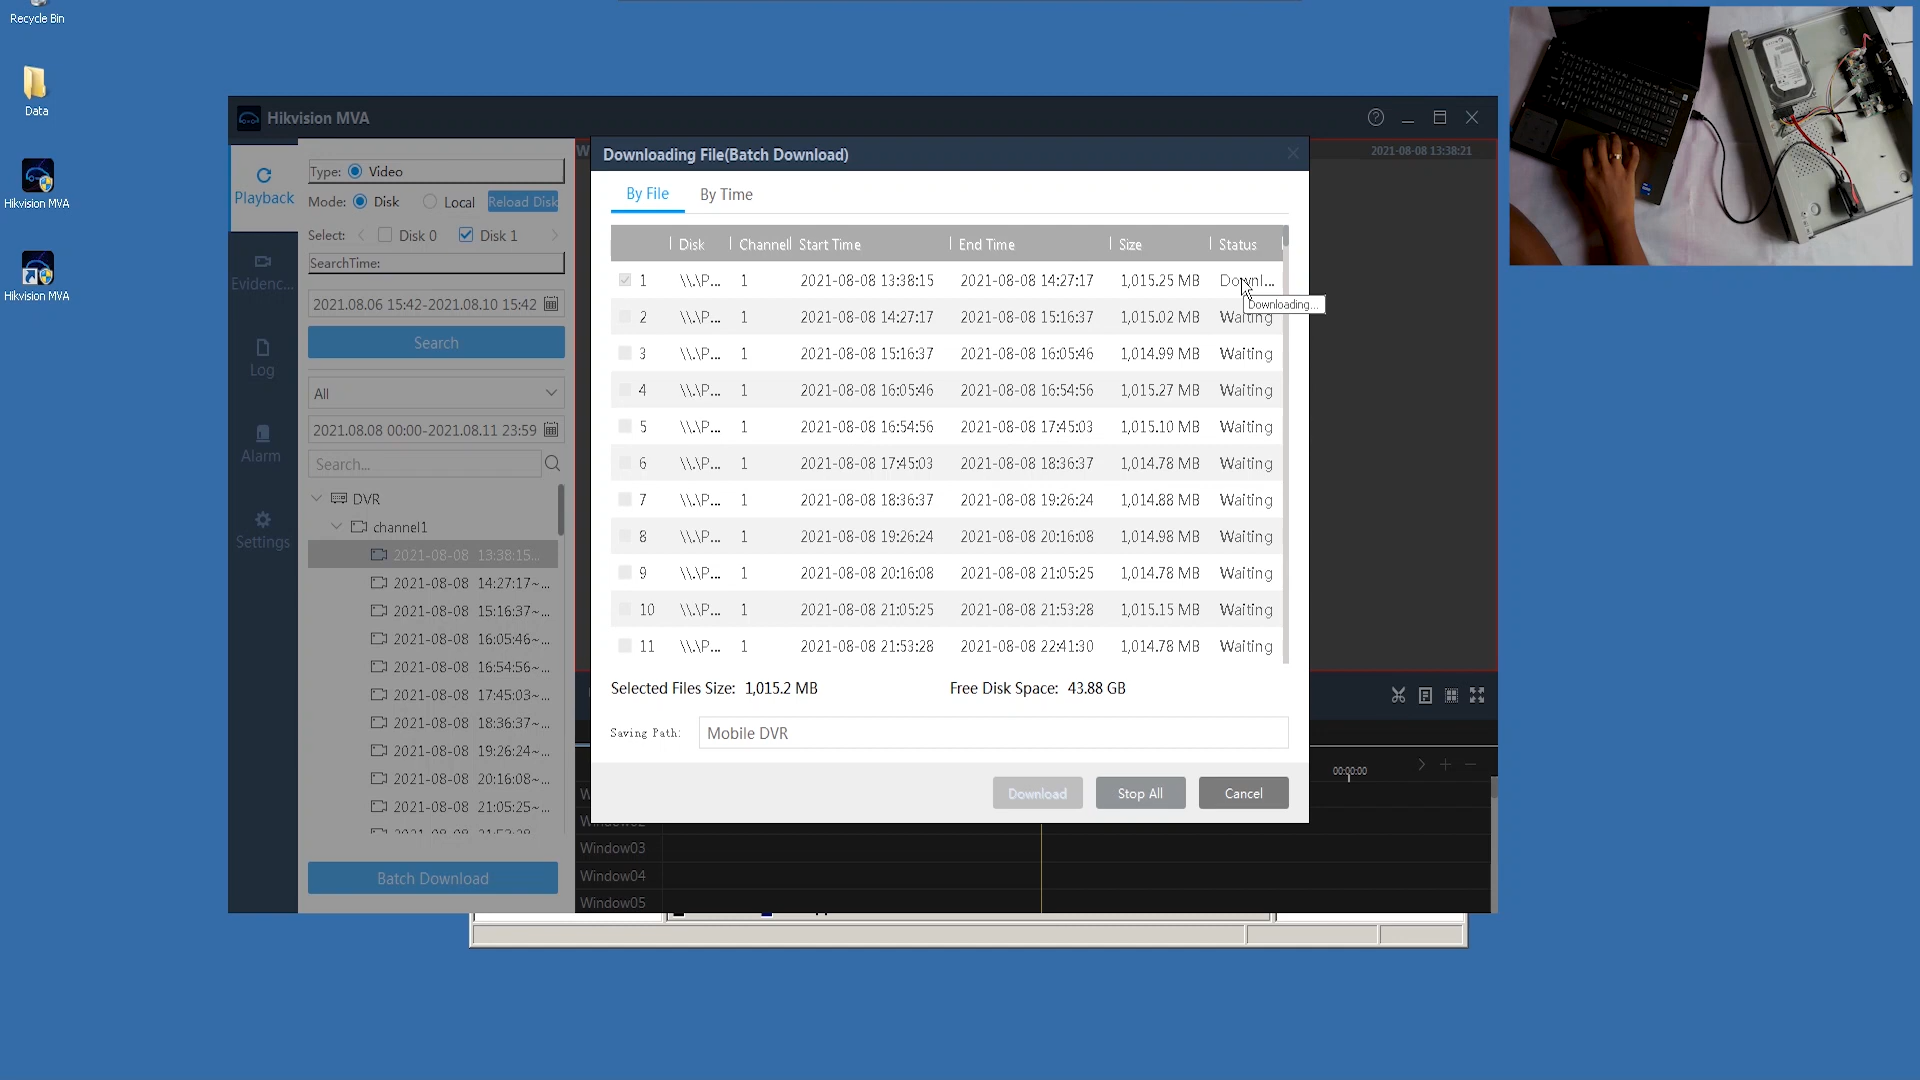 Recycle Bin
Data
Hikvision MVA
Hikvision MVA
Hikvision MVA
Playback
Evidenc...
Log
Alarm
Settings
Type: Video
Mode: Disk Local Reload Disk
Select: Disk 0 Disk 1
SearchTime:
2021.08.06 15:42-2021.08.10 15:42
Search
All
2021.08.08 00:00-2021.08.11 23:59
Search...
DVR
channel1
2021-08-08 13:38:15...
2021-08-08 14:27:17~...
2021-08-08 15:16:37~...
2021-08-08 16:05:46~...
2021-08-08 16:54:56~...
2021-08-08 17:45:03~...
2021-08-08 18:36:37~...
2021-08-08 19:26:24~...
2021-08-08 20:16:08~...
2021-08-08 21:05:25~...
Batch Download
2021-08-08 13:38:21
Downloading File(Batch Download)
By File By Time
Disk Channel Start Time End Time Size Status
1 \\.\P... 1 2021-08-08 13:38:15 2021-08-08 14:27:17 1,015.25 MB Downl...
Downloading...
2 \\.\P... 1 2021-08-08 14:27:17 2021-08-08 15:16:37 1,015.02 MB Waiting
3 \\.\P... 1 2021-08-08 15:16:37 2021-08-08 16:05:46 1,014.99 MB Waiting
4 \\.\P... 1 2021-08-08 16:05:46 2021-08-08 16:54:56 1,015.27 MB Waiting
5 \\.\P... 1 2021-08-08 16:54:56 2021-08-08 17:45:03 1,015.10 MB Waiting
6 \\.\P... 1 2021-08-08 17:45:03 2021-08-08 18:36:37 1,014.78 MB Waiting
7 \\.\P... 1 2021-08-08 18:36:37 2021-08-08 19:26:24 1,014.88 MB Waiting
8 \\.\P... 1 2021-08-08 19:26:24 2021-08-08 20:16:08 1,014.98 MB Waiting
9 \\.\P... 1 2021-08-08 20:16:08 2021-08-08 21:05:25 1,014.78 MB Waiting
10 \\.\P... 1 2021-08-08 21:05:25 2021-08-08 21:53:28 1,015.15 MB Waiting
11 \\.\P... 1 2021-08-08 21:53:28 2021-08-08 22:41:30 1,014.78 MB Waiting
Selected Files Size: 1,015.2 MB Free Disk Space: 43.88 GB
Saving Path: Mobile DVR
Download Stop All Cancel
00:00:00
Window03
Window04
Window05